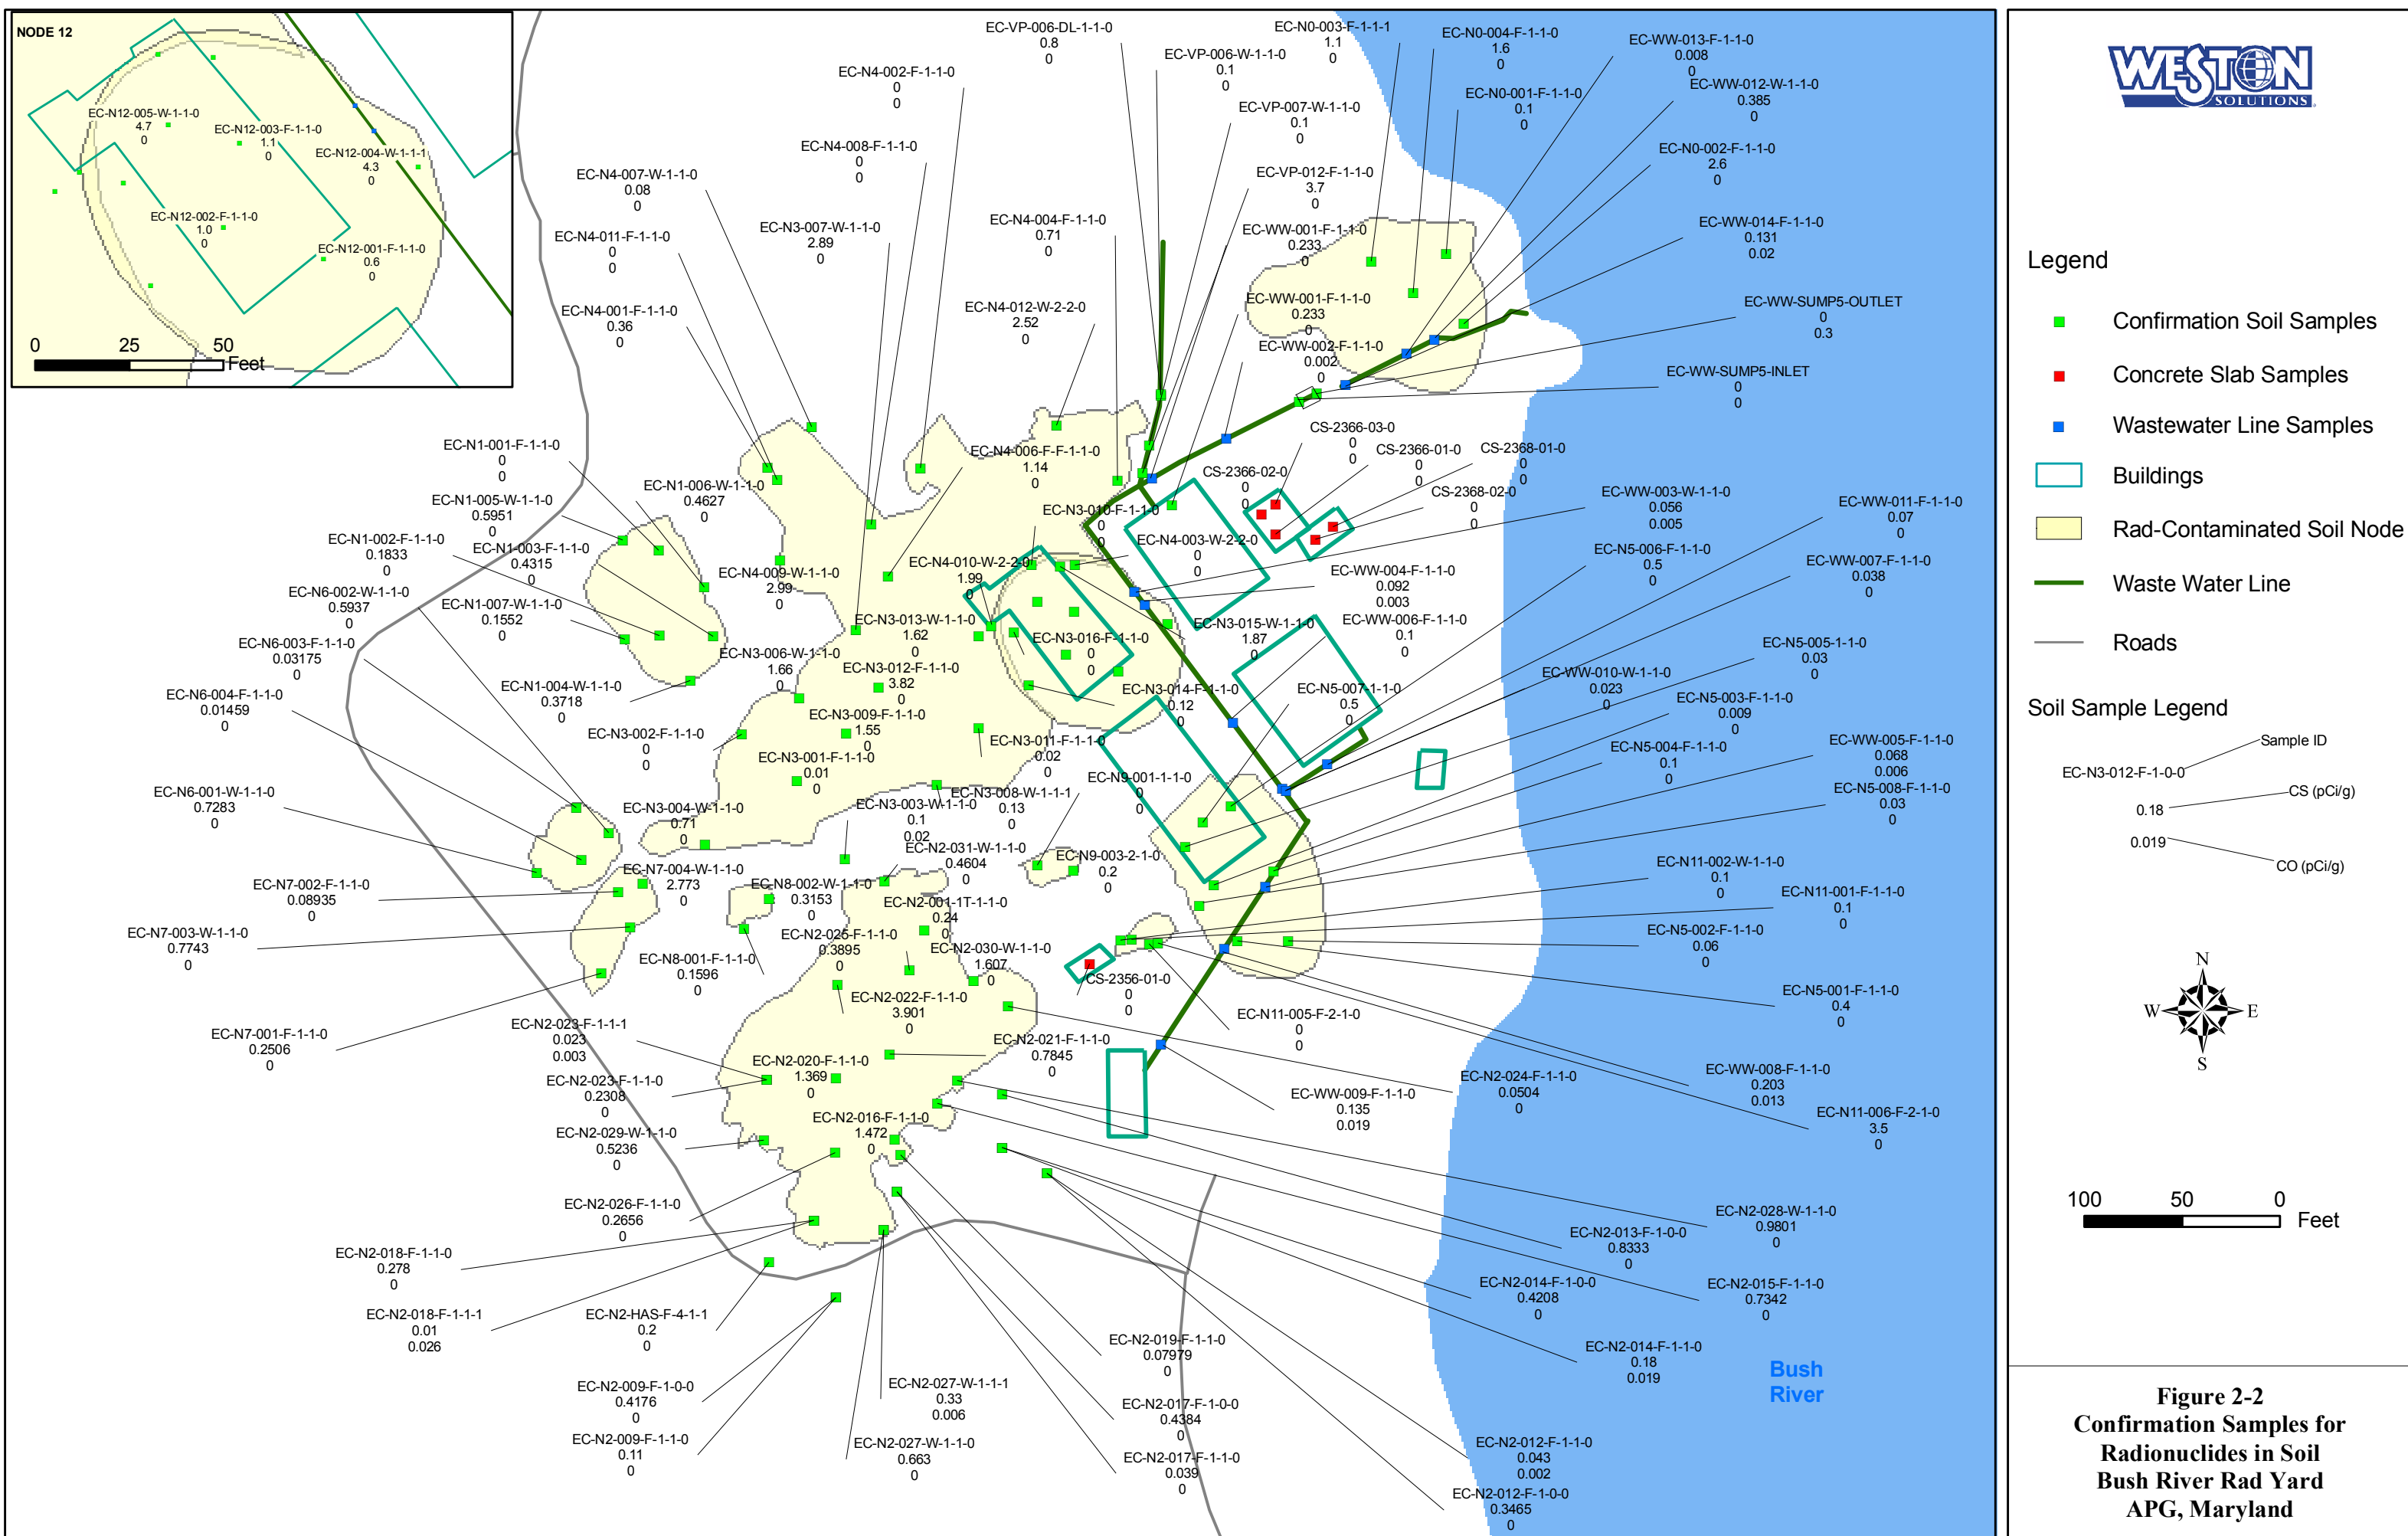 NODE 12
EC-N12-005-W-1-1-0
4.7
0
EC-N12-003-F-1-1-0
1.1
0
EC-N12-004-W-1-1-1
4.3
0
EC-N12-002-F-1-1-0
1.0
0
EC-N12-001-F-1-1-0
0.6
0
0 25 50
Feet
EC-VP-006-DL-1-1-0
0.8
0
EC-N0-003-F-1-1-1
1.1
0
EC-N0-004-F-1-1-0
1.6
0
EC-WW-013-F-1-1-0
0.008
0
EC-VP-006-W-1-1-0
0.1
0
EC-N4-002-F-1-1-0
0
0
EC-WW-012-W-1-1-0
0.385
0
EC-N0-001-F-1-1-0
0.1
0
EC-VP-007-W-1-1-0
0.1
0
EC-N4-008-F-1-1-0
0
0
EC-N0-002-F-1-1-0
2.6
0
EC-N4-007-W-1-1-0
0.08
0
EC-VP-012-F-1-1-0
3.7
0
EC-N3-007-W-1-1-0
2.89
0
EC-N4-004-F-1-1-0
0.71
0
EC-WW-014-F-1-1-0
0.131
0.02
EC-N4-011-F-1-1-0
0
0
EC-WW-001-F-1-1-0
0.233
0
EC-N4-001-F-1-1-0
0.36
0
EC-N4-012-W-2-2-0
2.52
0
EC-WW-001-F-1-1-0
0.233
0
EC-WW-SUMP5-OUTLET
0
0.3
EC-WW-002-F-1-1-0
0.002
0
EC-WW-SUMP5-INLET
0
0
CS-2366-03-0
0
0
EC-N1-001-F-1-1-0
0
0
EC-N4-006-F-F-1-1-0
1.14
0
CS-2366-01-0
0
0
CS-2368-01-0
0
0
CS-2366-02-0
0
0
EC-N1-006-W-1-1-0
0.4627
0
CS-2368-02-0
0
0
EC-WW-003-W-1-1-0
0.056
0.005
EC-N1-005-W-1-1-0
0.5951
0
EC-WW-011-F-1-1-0
0.07
0
EC-N3-010-F-1-1-0
0
0
EC-N1-002-F-1-1-0
0.1833
0
EC-N1-003-F-1-1-0
0.4315
0
EC-N4-003-W-2-2-0
0
0
EC-N5-006-F-1-1-0
0.5
0
EC-N4-010-W-2-2-0
1.99
0
EC-N4-009-W-1-1-0
2.99
0
EC-WW-004-F-1-1-0
0.092
0.003
EC-WW-007-F-1-1-0
0.038
0
EC-N6-002-W-1-1-0
0.5937
0
EC-N1-007-W-1-1-0
0.1552
0
EC-N3-013-W-1-1-0
1.62
0
EC-N3-015-W-1-1-0
1.87
0
EC-WW-006-F-1-1-0
0.1
0
EC-N3-016-F-1-1-0
0
0
EC-N6-003-F-1-1-0
0.03175
0
EC-N5-005-1-1-0
0.03
0
EC-N3-006-W-1-1-0
1.66
0
EC-N3-012-F-1-1-0
3.82
0
EC-WW-010-W-1-1-0
0.023
0
EC-N6-004-F-1-1-0
0.01459
0
EC-N1-004-W-1-1-0
0.3718
0
EC-N3-014-F-1-1-0
0.12
0
EC-N5-007-1-1-0
0.5
0
EC-N5-003-F-1-1-0
0.009
0
EC-N3-009-F-1-1-0
1.55
0
EC-N3-002-F-1-1-0
0
0
EC-N3-011-F-1-1-0
0.02
0
EC-N5-004-F-1-1-0
0.1
0
EC-WW-005-F-1-1-0
0.068
0.006
EC-N3-001-F-1-1-0
0.01
0
EC-N9-001-1-1-0
0
0
EC-N6-001-W-1-1-0
0.7283
0
EC-N3-008-W-1-1-1
0.13
0
EC-N5-008-F-1-1-0
0.03
0
EC-N3-004-W-1-1-0
0.71
0
EC-N3-003-W-1-1-0
0.1
0.02
EC-N2-031-W-1-1-0
0.4604
0
EC-N9-003-2-1-0
0.2
0
EC-N11-002-W-1-1-0
0.1
0
EC-N7-004-W-1-1-0
2.773
0
EC-N7-002-F-1-1-0
0.08935
0
EC-N8-002-W-1-1-0
0.3153
0
EC-N2-001-1T-1-1-0
0.24
0
EC-N11-001-F-1-1-0
0.1
0
EC-N7-003-W-1-1-0
0.7743
0
EC-N2-025-F-1-1-0
0.3895
0
EC-N2-030-W-1-1-0
1.607
0
EC-N5-002-F-1-1-0
0.06
0
EC-N8-001-F-1-1-0
0.1596
0
CS-2356-01-0
0
0
EC-N5-001-F-1-1-0
0.4
0
EC-N2-022-F-1-1-0
3.901
0
EC-N11-005-F-2-1-0
0
0
EC-N7-001-F-1-1-0
0.2506
0
EC-N2-023-F-1-1-1
0.023
0.003
EC-N2-021-F-1-1-0
0.7845
0
EC-N2-020-F-1-1-0
1.369
0
EC-WW-008-F-1-1-0
0.203
0.013
EC-N2-023-F-1-1-0
0.2308
0
EC-N2-024-F-1-1-0
0.0504
0
EC-WW-009-F-1-1-0
0.135
0.019
EC-N11-006-F-2-1-0
3.5
0
EC-N2-016-F-1-1-0
1.472
0
EC-N2-029-W-1-1-0
0.5236
0
EC-N2-026-F-1-1-0
0.2656
0
EC-N2-028-W-1-1-0
0.9801
0
EC-N2-013-F-1-0-0
0.8333
0
EC-N2-018-F-1-1-0
0.278
0
EC-N2-014-F-1-0-0
0.4208
0
EC-N2-015-F-1-1-0
0.7342
0
EC-N2-018-F-1-1-1
0.01
0.026
EC-N2-HAS-F-4-1-1
0.2
0
EC-N2-019-F-1-1-0
0.07979
0
EC-N2-014-F-1-1-0
0.18
0.019
Bush
River
EC-N2-009-F-1-0-0
0.4176
0
EC-N2-027-W-1-1-1
0.33
0.006
EC-N2-017-F-1-0-0
0.4384
0
EC-N2-009-F-1-1-0
0.11
0
EC-N2-027-W-1-1-0
0.663
0
EC-N2-017-F-1-1-0
0.039
0
EC-N2-012-F-1-1-0
0.043
0.002
EC-N2-012-F-1-0-0
0.3465
0
WESTON
SOLUTIONS
Legend
Confirmation Soil Samples
Concrete Slab Samples
Wastewater Line Samples
Buildings
Rad-Contaminated Soil Node
Waste Water Line
Roads
Soil Sample Legend
Sample ID
EC-N3-012-F-1-0-0
CS (pCi/g)
0.18
0.019
CO (pCi/g)
N
W E
S
100 50 0
Feet
Figure 2-2
Confirmation Samples for
Radionuclides in Soil
Bush River Rad Yard
APG, Maryland